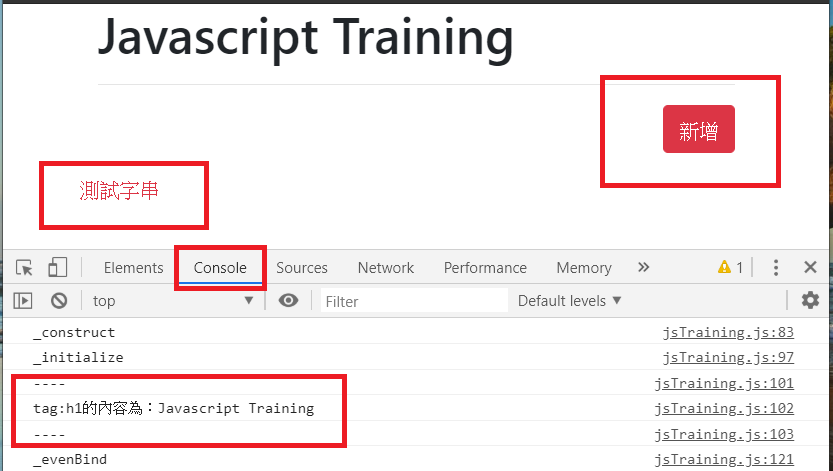 Javascript Training
新增
測試字串
Elements Console Sources Network Performance Memory » 1
top Filter Default levels ▼
_construct jsTraining.js:83
_initialize jsTraining.js:97
---- jsTraining.js:101
tag:h1的內容為：Javascript Training jsTraining.js:102
---- jsTraining.js:103
_evenBind jsTraining.js:121